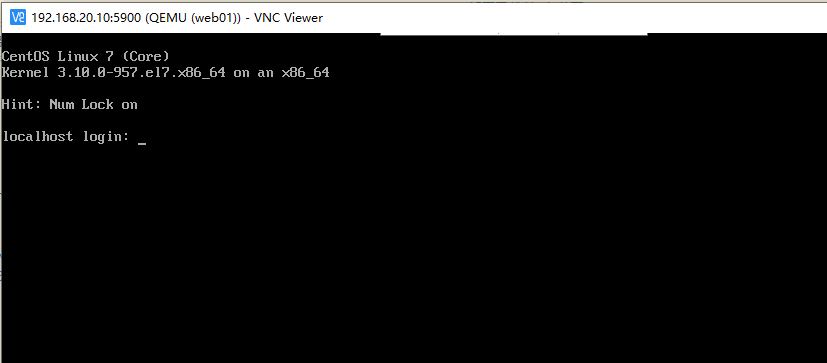 192.168.20.10:5900 (QEMU (web01)) - VNC Viewer
CentOS Linux 7 (Core)
Kernel 3.10.0-957.el7.x86_64 on an x86_64
Hint: Num Lock on
localhost login: _